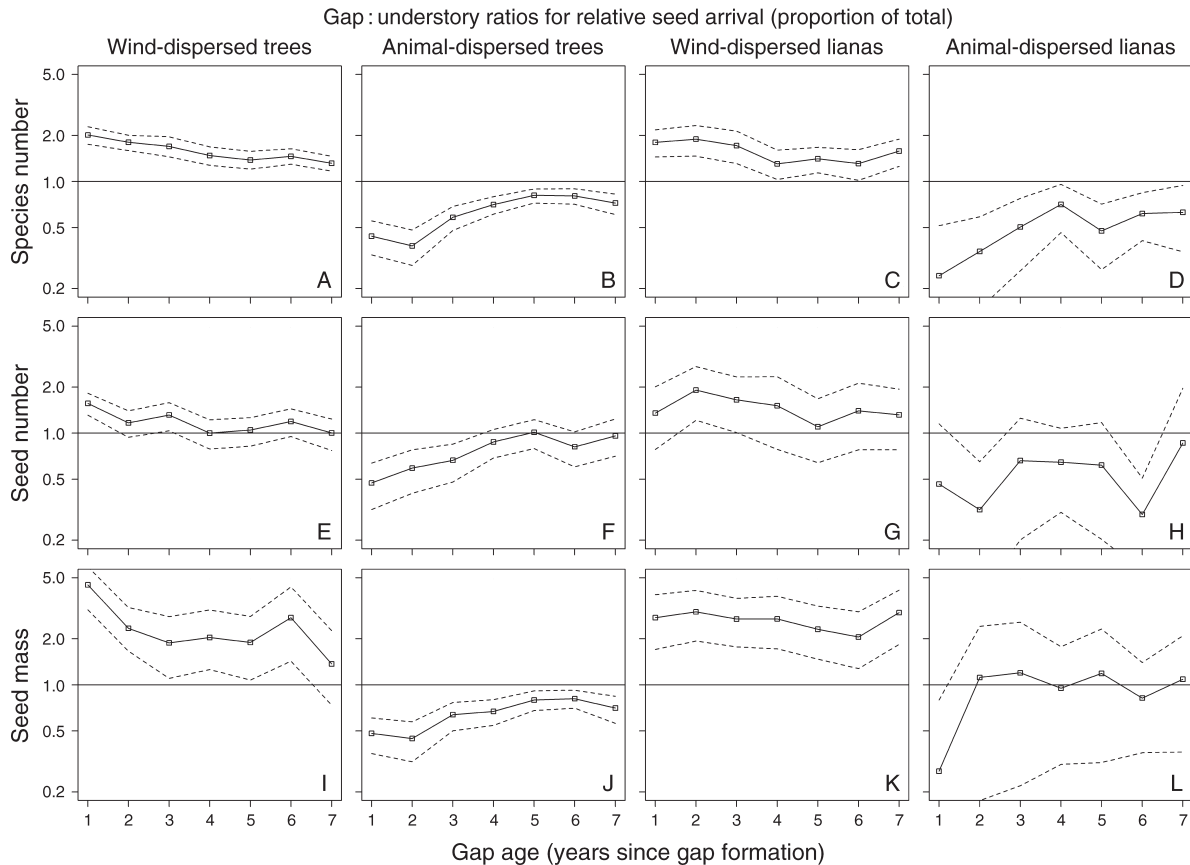 Gap : understory ratios for relative seed arrival (proportion of total)
Wind-dispersed trees
Animal-dispersed trees
Wind-dispersed lianas
Animal-dispersed lianas
Species number
5.0
2.0
1.0
0.5
0.2
A
B
C
D
Seed number
5.0
2.0
1.0
0.5
0.2
E
F
G
H
Seed mass
5.0
2.0
1.0
0.5
0.2
I
J
K
L
1 2 3 4 5 6 7
1 2 3 4 5 6 7
1 2 3 4 5 6 7
1 2 3 4 5 6 7
Gap age (years since gap formation)